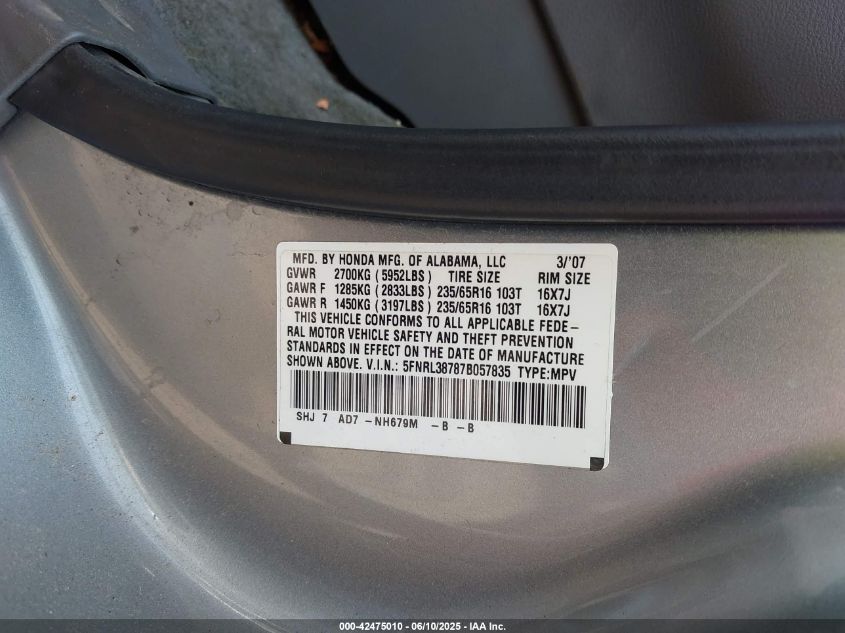 MFD. BY HONDA MFG. OF ALABAMA, LLC 3/'07
GVWR 2700KG ( 5952LBS ) TIRE SIZE RIM SIZE
GAWR F 1285KG ( 2833LBS ) 235/65R16 103T 16X7J
GAWR R 1450KG ( 3197LBS ) 235/65R16 103T 16X7J
THIS VEHICLE CONFORMS TO ALL APPLICABLE FEDE-
RAL MOTOR VEHICLE SAFETY AND THEFT PREVENTION
STANDARDS IN EFFECT ON THE DATE OF MANUFACTURE
SHOWN ABOVE. V.I.N.: 5FNRL38787B057835 TYPE:MPV
SHJ 7 AD7 -NH679M -B -B
000-42475010 - 06/10/2025 - IAA Inc.